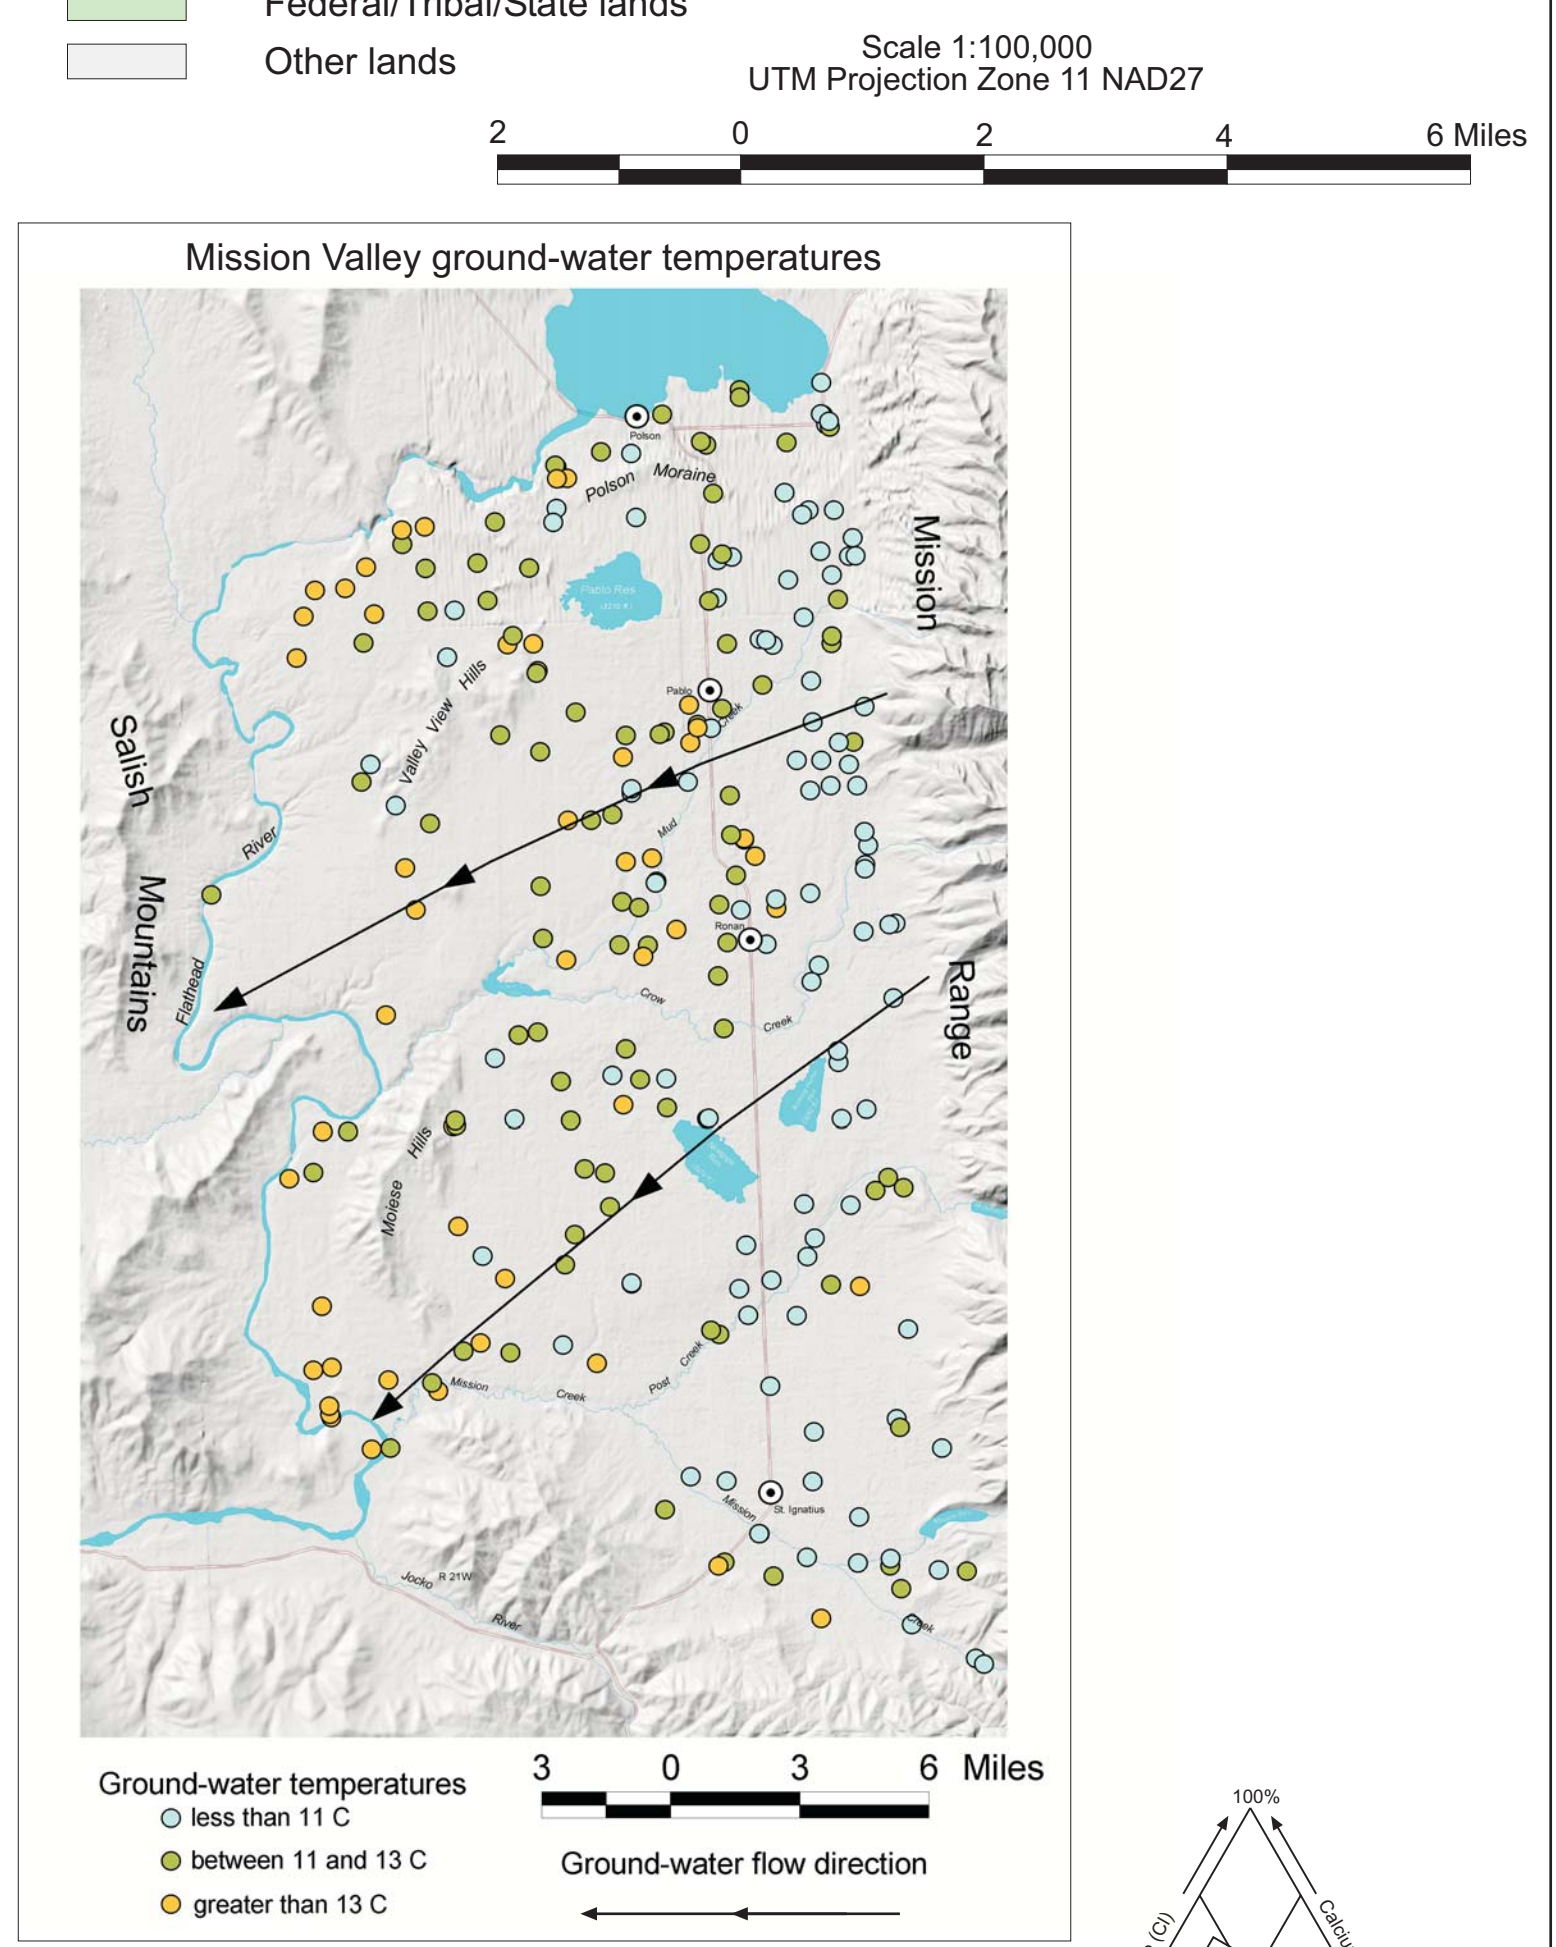 Federal/Tribal/State lands
Other lands
Scale 1:100,000
UTM Projection Zone 11 NAD27
2 0 2 4 6 Miles
Mission Valley ground-water temperatures
Polson
Polson Moraine
Pablo Res
Mission
Valley View Hills
Pablo
Creek
Salish
Mud
River
Mountains
Ronan
Range
Flathead
Crow
Creek
Moiese Hills
Mission
Creek
Post Creek
Mission
St. Ignatius
Jocko
R 21W
River
Creek
3 0 3 6 Miles
Ground-water temperatures
less than 11 C
between 11 and 13 C
greater than 13 C
Ground-water flow direction
100%
(Cl)
Calciu